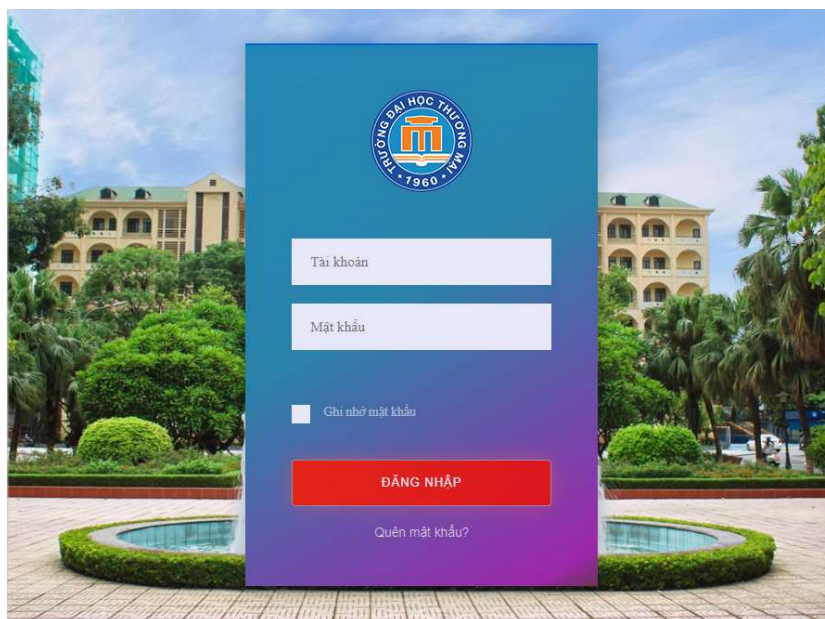 TRƯỜNG ĐẠI HỌC THƯƠNG MẠI
• 1960 •
Tài khoản
Mật khẩu
Ghi nhớ mật khẩu
ĐĂNG NHẬP
Quên mật khẩu?